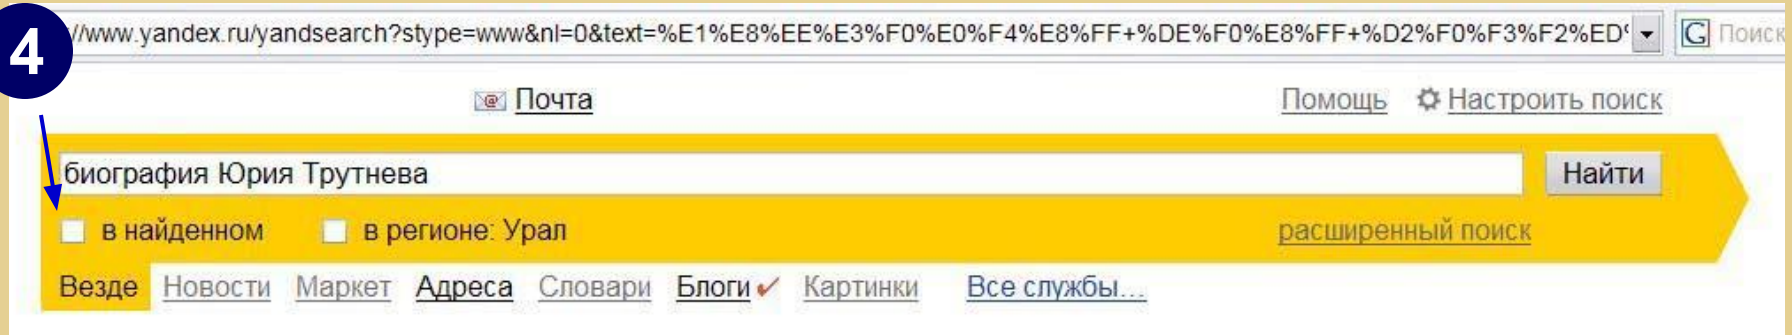 4
//www.yandex.ru/yandsearch?stype=www&nl=0&text=%E1%E8%EE%E3%F0%E0%F4%E8%FF+%DE%F0%E8%FF+%D2%F0%F3%F2%ED% G Поиск
Почта Помощь Настроить поиск
биография Юрия Трутнева Найти
в найденном в регионе: Урал расширенный поиск
Везде Новости Маркет Адреса Словари Блоги Картинки Все службы...